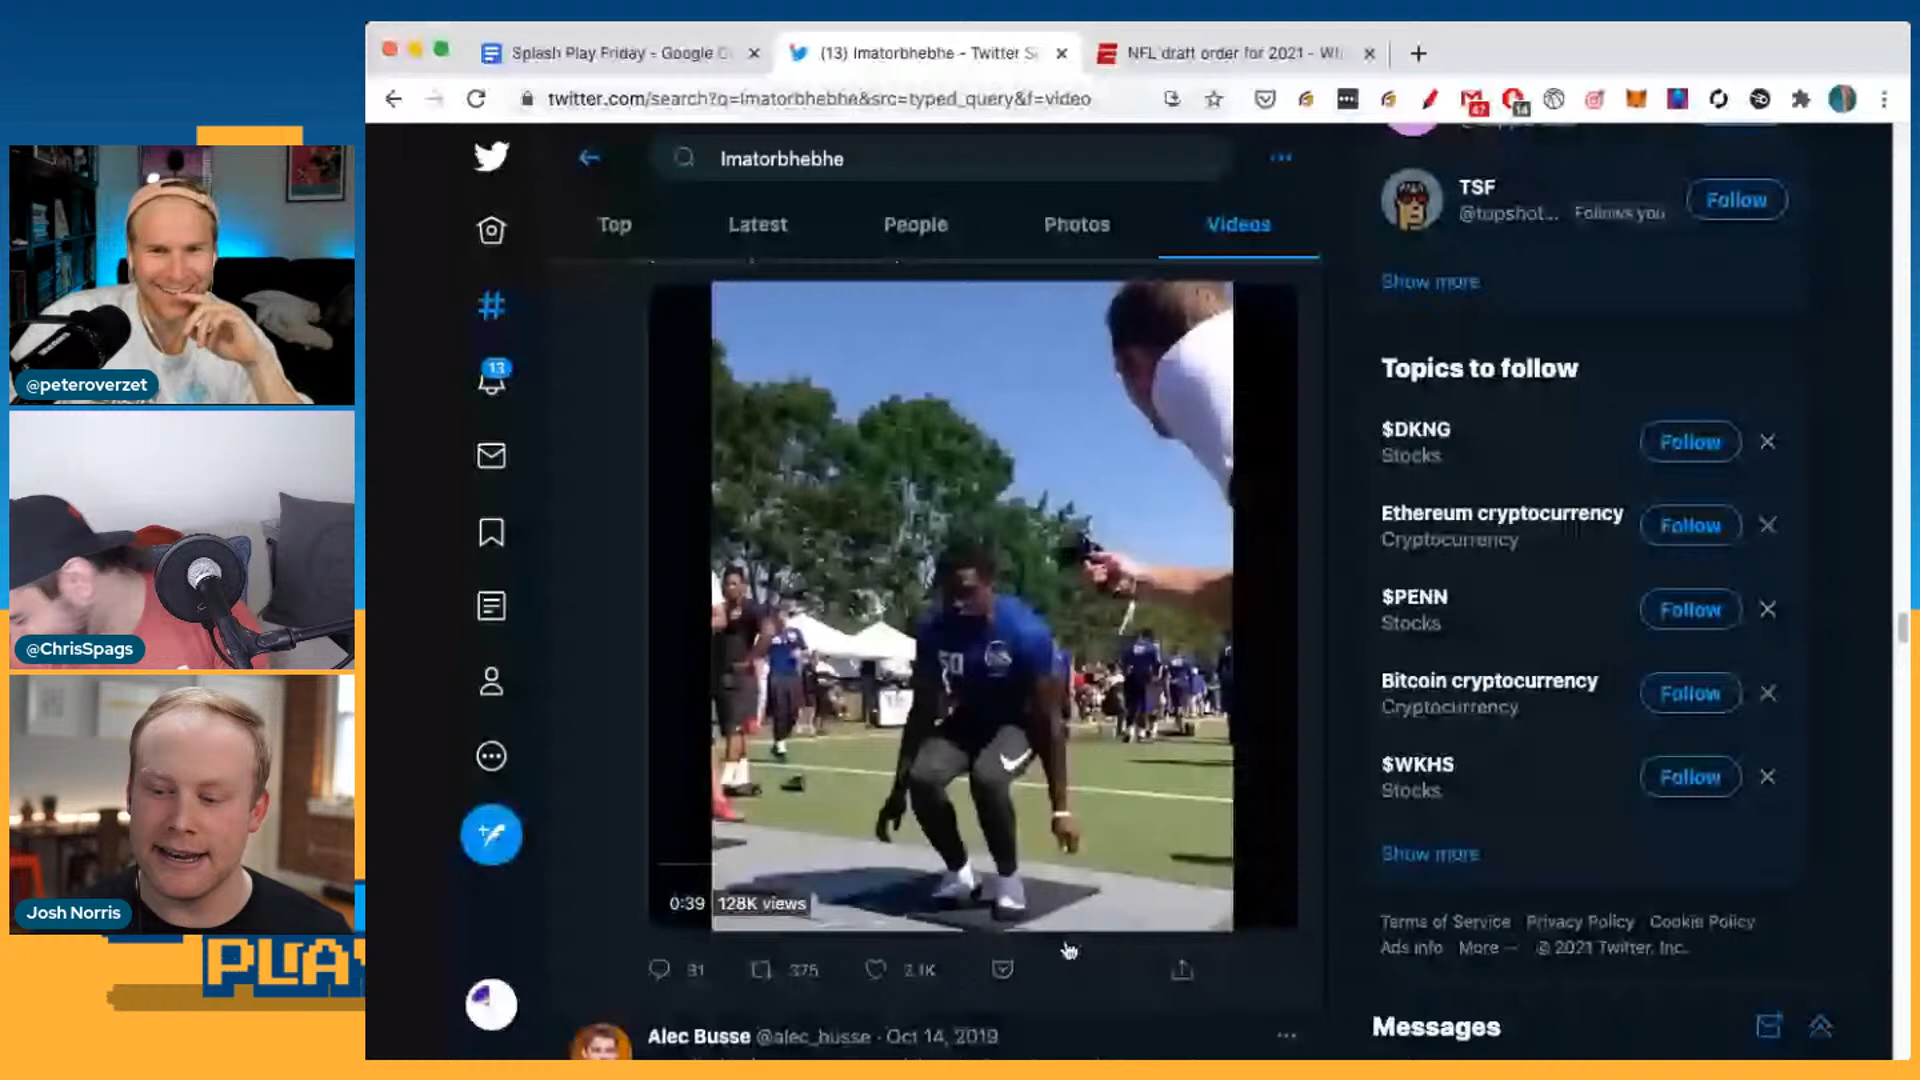 Splash Play Friday - Google D
(13) Imatorbhebhe - Twitter S
NFL draft order for 2021 - Wh
twitter.com/search?q=Imatorbhebhe&src=typed_query&f=video
47
14
Imatorbhebhe
Top
Latest
People
Photos
Videos
13
50
0:39
128K views
31
375
2.1K
Alec Busse @alec_busse · Oct 14, 2019
TSF
@topshot... Follows you
Follow
Show more
Topics to follow
$DKNG
Stocks
Follow
Ethereum cryptocurrency
Cryptocurrency
Follow
$PENN
Stocks
Follow
Bitcoin cryptocurrency
Cryptocurrency
Follow
$WKHS
Stocks
Follow
Show more
Terms of Service Privacy Policy Cookie Policy
Ads info More ··· © 2021 Twitter, Inc.
Messages
@peteroverzet
@ChrisSpags
Josh Norris
PLAY